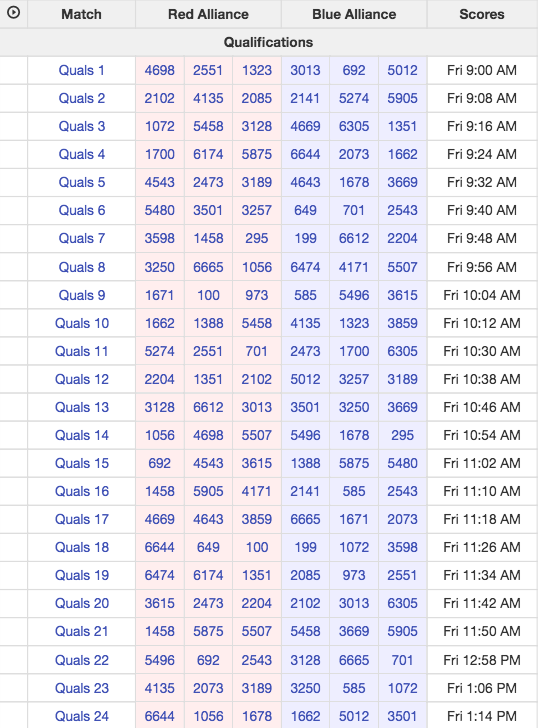 Match Red Alliance Blue Alliance Scores
Qualifications
Quals 1 4698 2551 1323 3013 692 5012 Fri 9:00 AM
Quals 2 2102 4135 2085 2141 5274 5905 Fri 9:08 AM
Quals 3 1072 5458 3128 4669 6305 1351 Fri 9:16 AM
Quals 4 1700 6174 5875 6644 2073 1662 Fri 9:24 AM
Quals 5 4543 2473 3189 4643 1678 3669 Fri 9:32 AM
Quals 6 5480 3501 3257 649 701 2543 Fri 9:40 AM
Quals 7 3598 1458 295 199 6612 2204 Fri 9:48 AM
Quals 8 3250 6665 1056 6474 4171 5507 Fri 9:56 AM
Quals 9 1671 100 973 585 5496 3615 Fri 10:04 AM
Quals 10 1662 1388 5458 4135 1323 3859 Fri 10:12 AM
Quals 11 5274 2551 701 2473 1700 6305 Fri 10:30 AM
Quals 12 2204 1351 2102 5012 3257 3189 Fri 10:38 AM
Quals 13 3128 6612 3013 3501 3250 3669 Fri 10:46 AM
Quals 14 1056 4698 5507 5496 1678 295 Fri 10:54 AM
Quals 15 692 4543 3615 1388 5875 5480 Fri 11:02 AM
Quals 16 1458 5905 4171 2141 585 2543 Fri 11:10 AM
Quals 17 4669 4643 3859 6665 1671 2073 Fri 11:18 AM
Quals 18 6644 649 100 199 1072 3598 Fri 11:26 AM
Quals 19 6474 6174 1351 2085 973 2551 Fri 11:34 AM
Quals 20 3615 2473 2204 2102 3013 6305 Fri 11:42 AM
Quals 21 1458 5875 5507 5458 3669 5905 Fri 11:50 AM
Quals 22 5496 692 2543 3128 6665 701 Fri 12:58 PM
Quals 23 4135 2073 3189 3250 585 1072 Fri 1:06 PM
Quals 24 6644 1056 1678 1662 5012 3501 Fri 1:14 PM